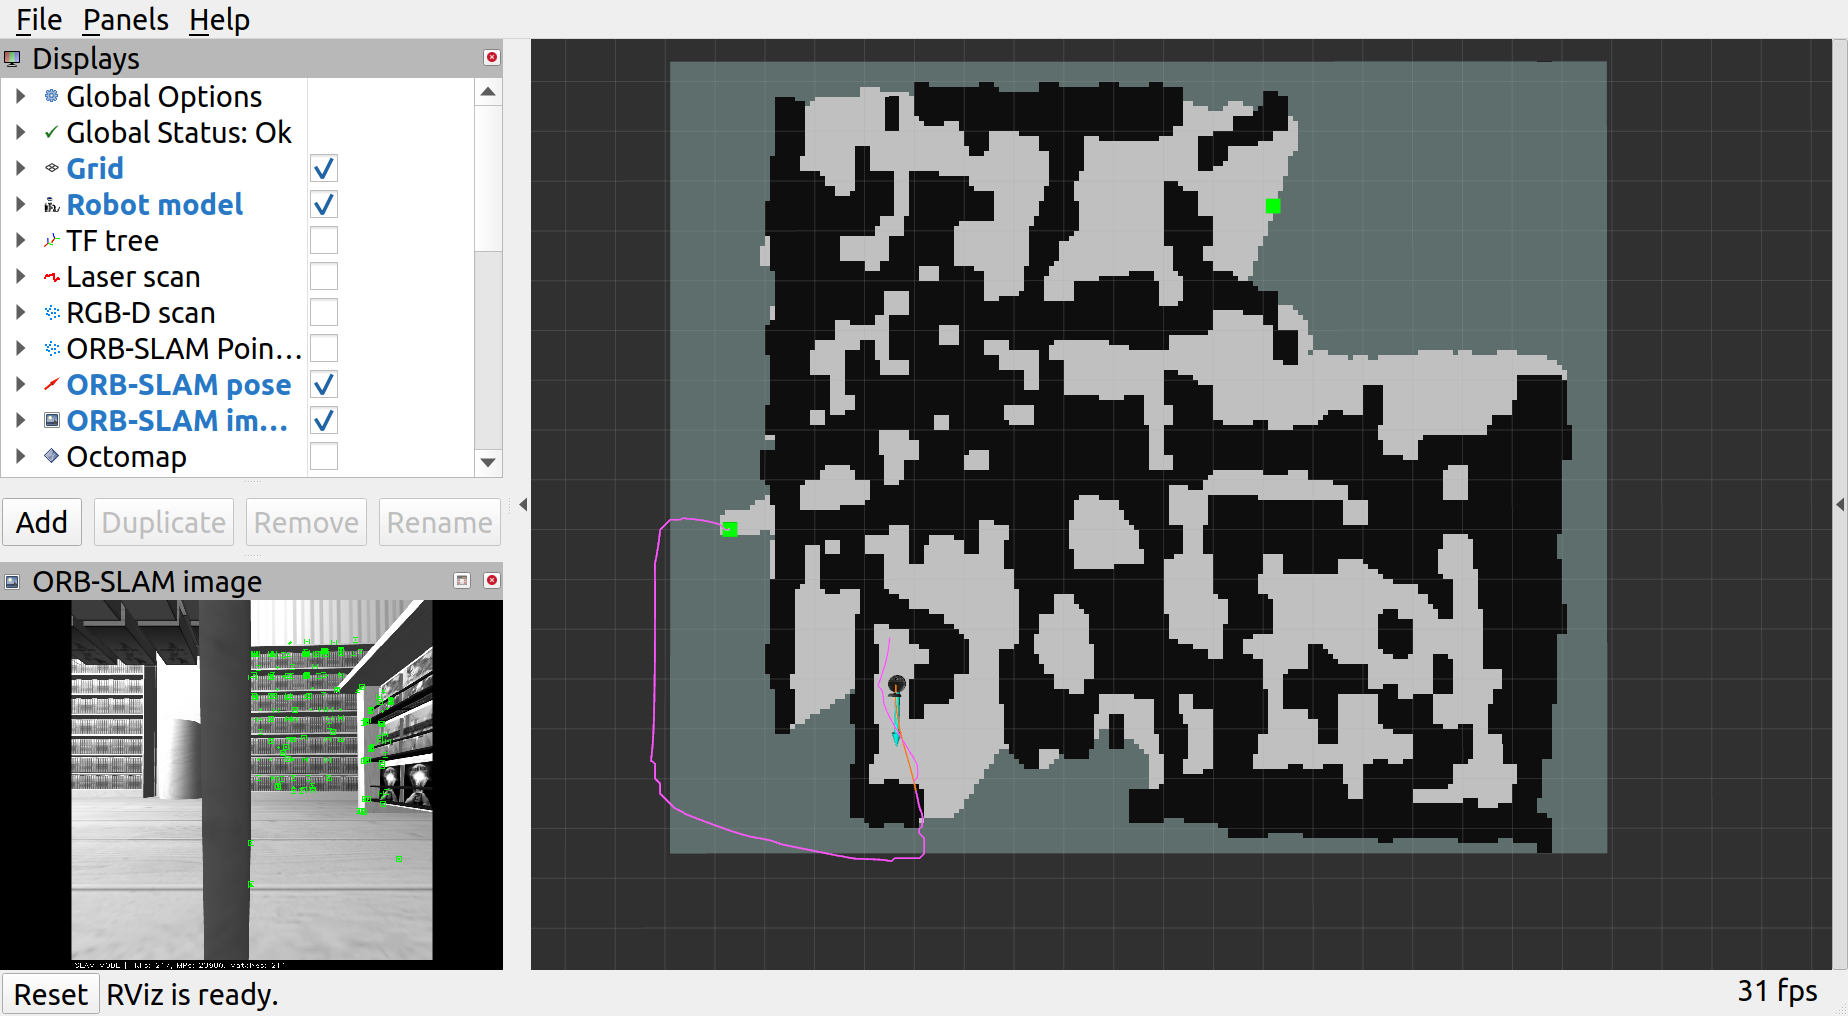 File Panels Help
Displays
Global Options
Global Status: Ok
Grid
Robot model
TF tree
Laser scan
RGB-D scan
ORB-SLAM Poin...
ORB-SLAM pose
ORB-SLAM im...
Octomap
Add Duplicate Remove Rename
ORB-SLAM image
Reset RViz is ready.
31 fps